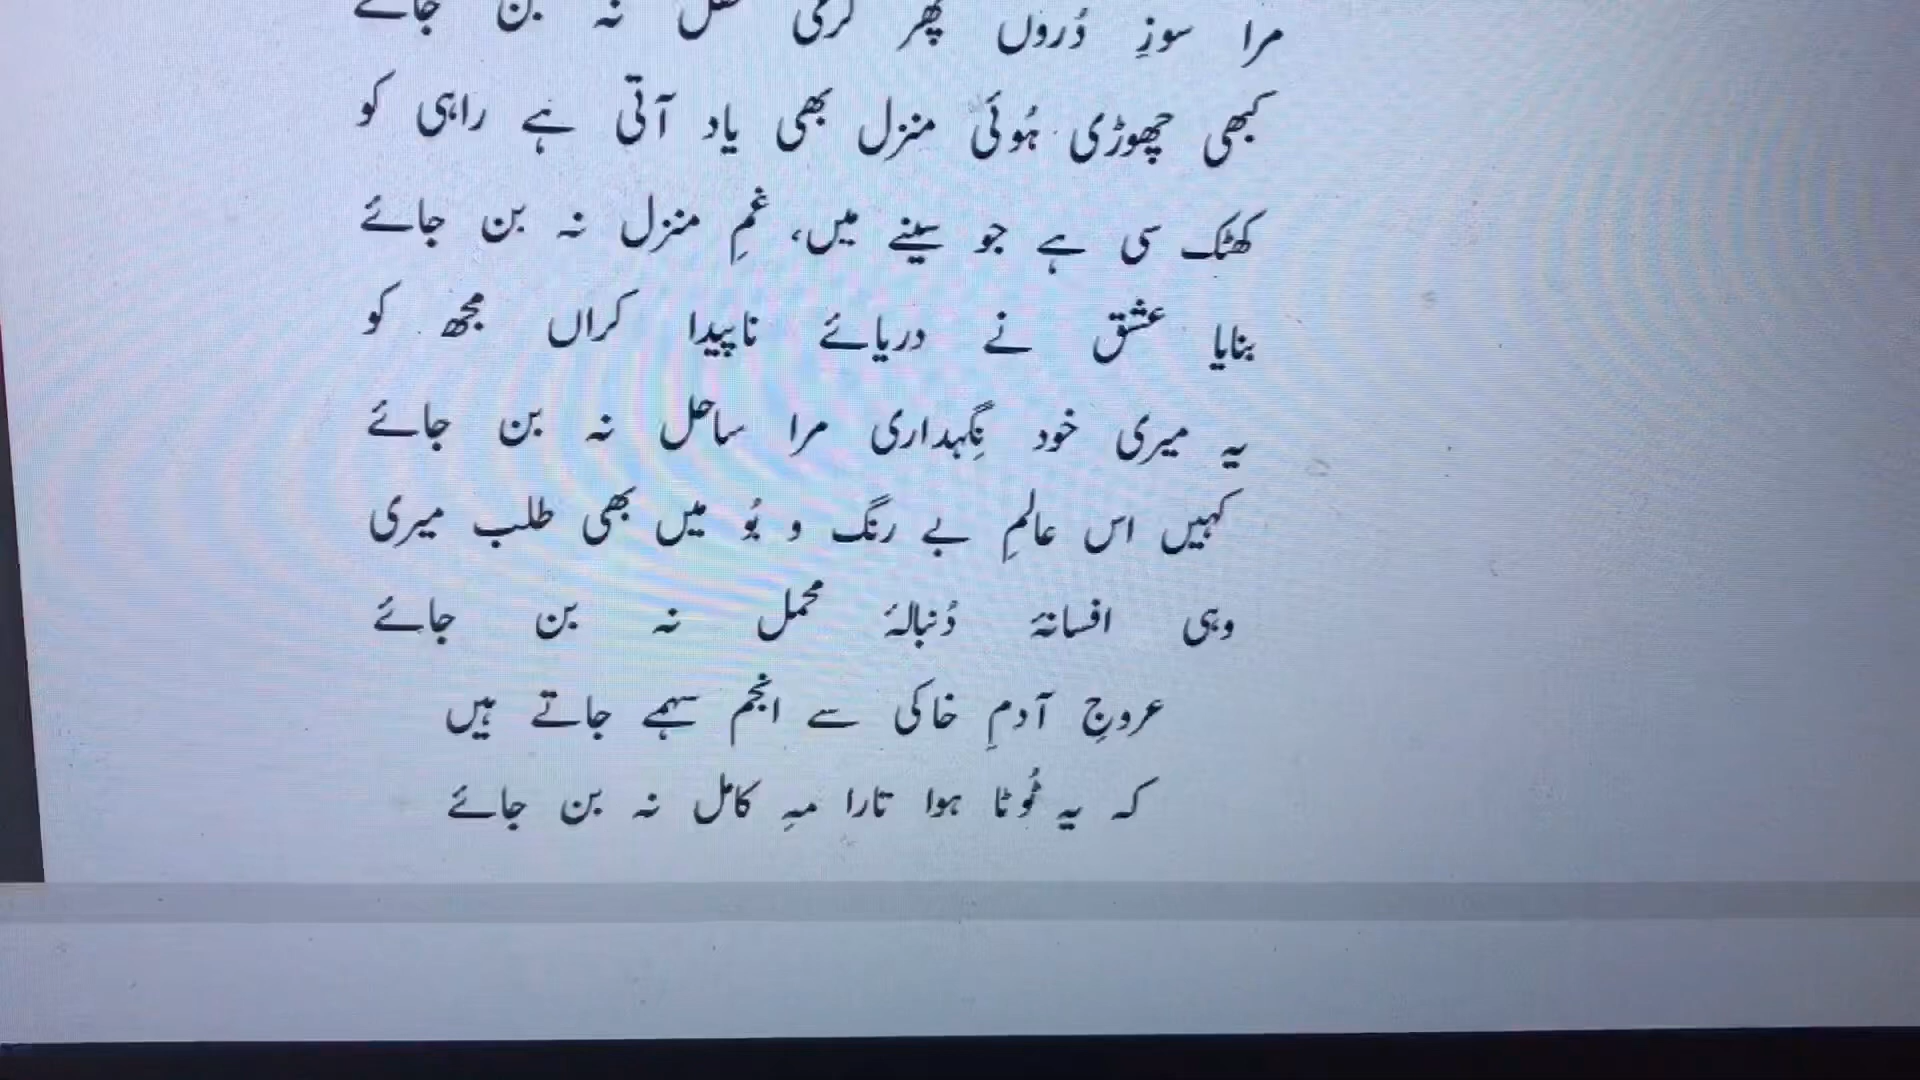 مرا سوزِ دُروں پھر گرمی محفل نہ بن جائے
کبھی چھوڑی ہُوئی منزل بھی یاد آتی ہے راہی کو
کھٹک سی ہے جو سینے میں، غمِ منزل نہ بن جائے
بنایا عشق نے دریائے ناپیدا کراں مجھ کو
یہ میری خود نِگہداری مرا ساحل نہ بن جائے
کہیں اس عالمِ بے رنگ و بُو میں بھی طلب میری
وہی افسانۂ دُنبالۂ محمل نہ بن جائے
عروجِ آدمِ خاکی سے انجم سہمے جاتے ہیں
کہ یہ ٹُوٹا ہوا تارا مہِ کامل نہ بن جائے